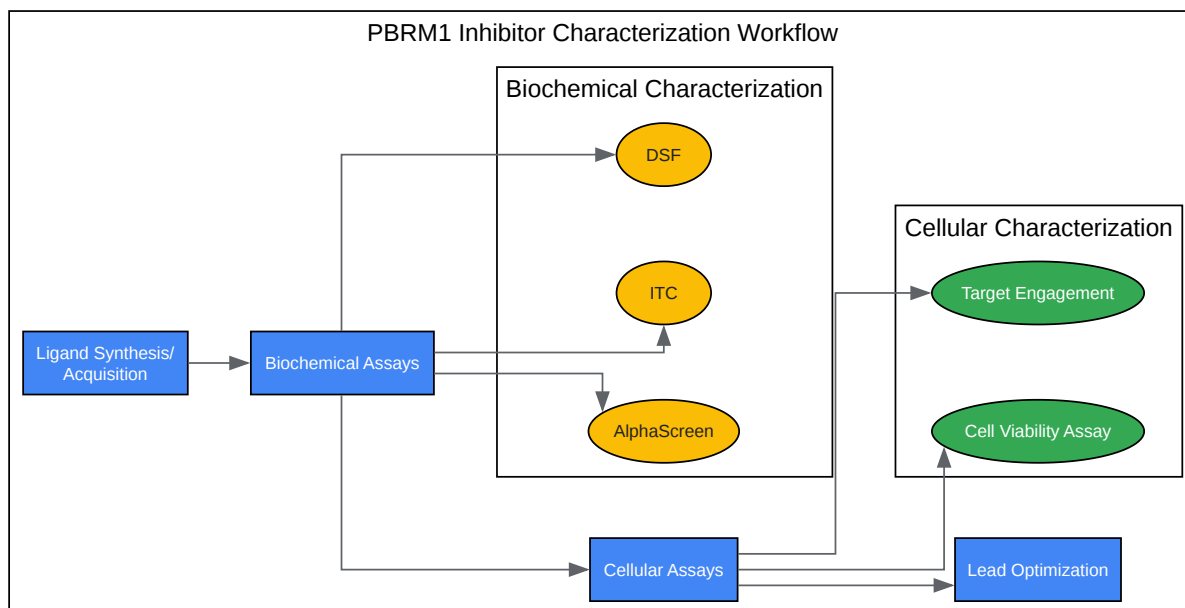 PBRM1 Inhibitor Characterization Workflow
Biochemical Characterization
DSF
Cellular Characterization
ITC
Target Engagement
Ligand Synthesis/
Acquisition
Biochemical Assays
AlphaScreen
Cell Viability Assay
Cellular Assays
Lead Optimization